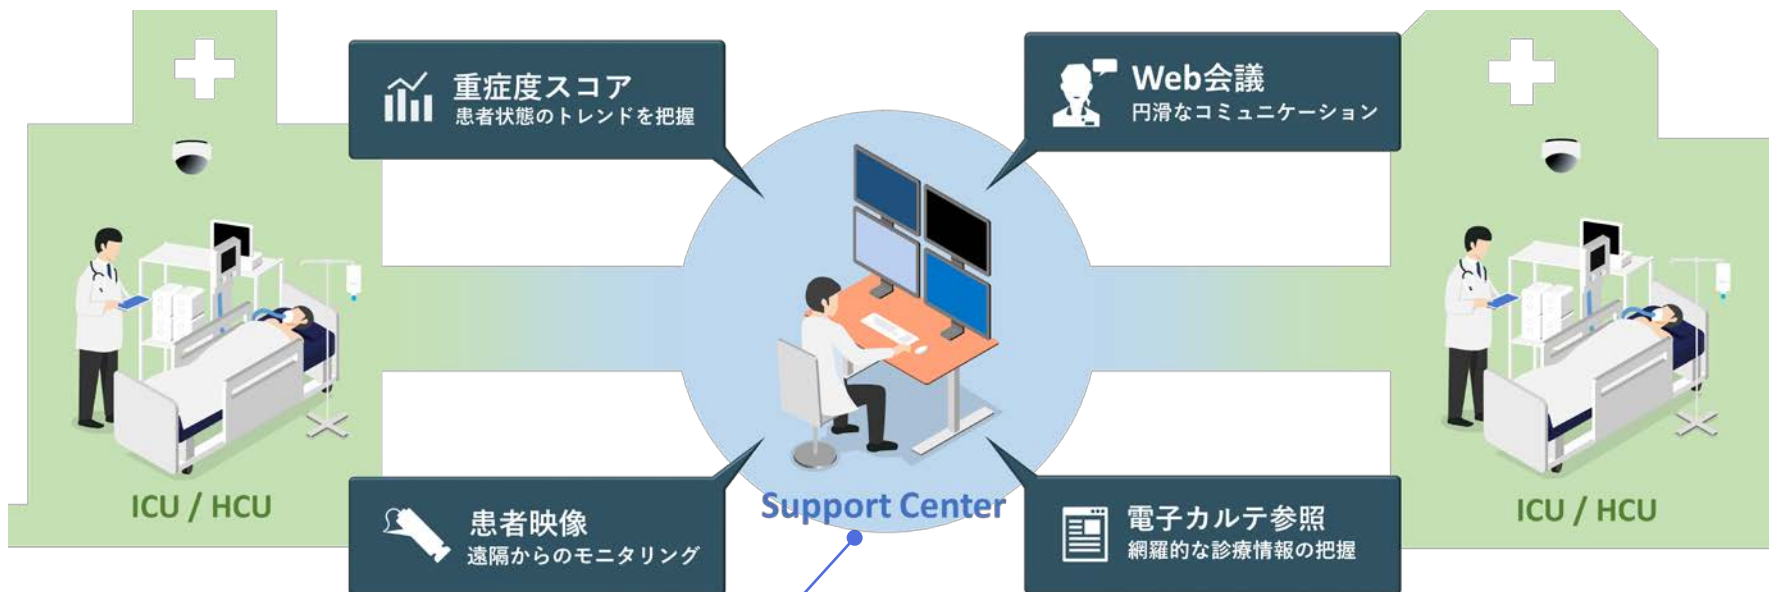 重症度スコア
患者状態のトレンドを把握
Web会議
円滑なコミュニケーション
ICU / HCU
Support Center
ICU / HCU
患者映像
遠隔からのモニタリング
電子カルテ参照
網羅的な診療情報の把握